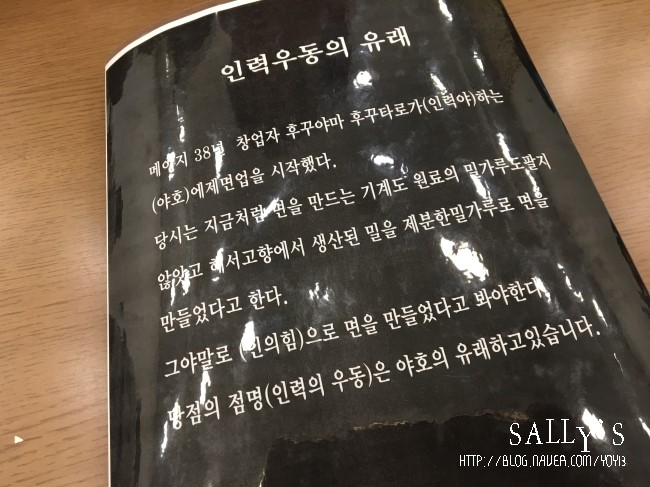 인력우동의 유래
메이지 38년 창업자 후꾸야마 후꾸타로가(인력야)하는
(야호)에제면업을 시작했다.
당시는 지금처럼 면을 만드는 기계도 원료의 밀가루도팔지
않았고 해서고향에서 생산된 밀을 제분한밀가루로 면을
만들었다고 한다.
그야말로 (인의힘)으로 면을 만들었다고 봐야한다.
당점의 점명(인력의 우동)은 야호의 유래하고있습니다.
SALLY'S
HTTP://BLOG.NAVER.COM/YOYI3